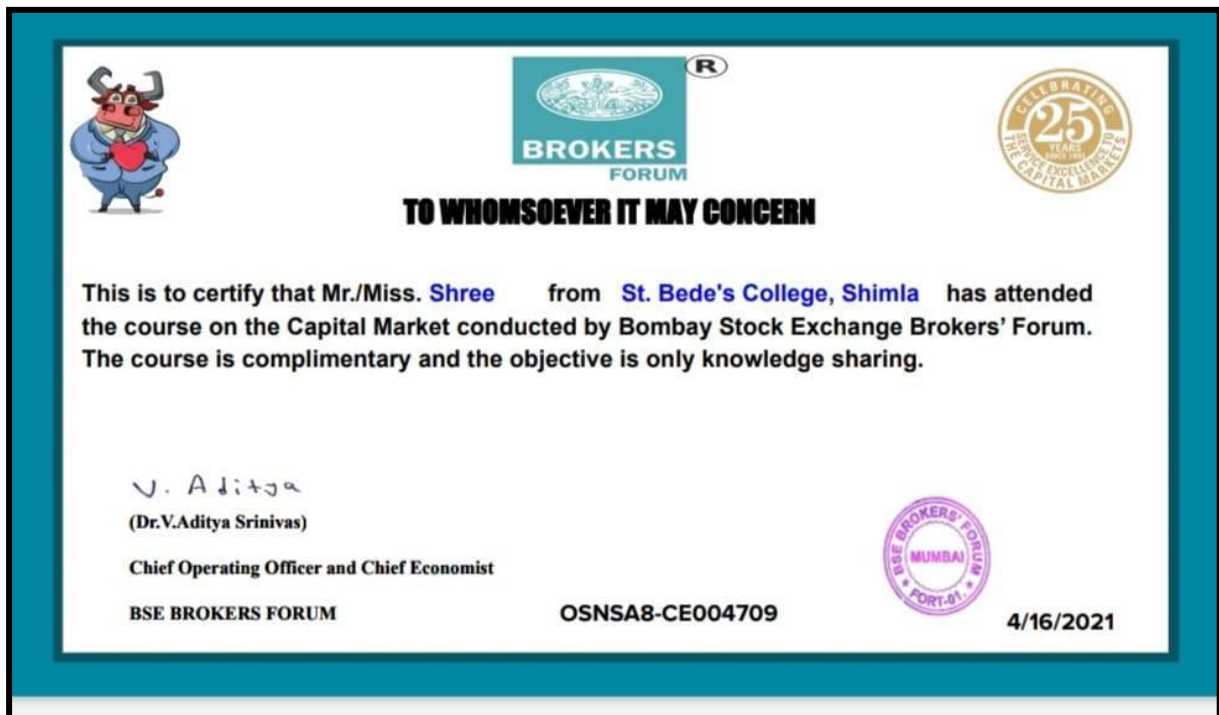 R
BROKERS
FORUM
CELEBRATING
25
YEARS
SINCE 1995
SERVICE EXCELLENCE TO
THE CAPITAL MARKETS
TO WHOMSOEVER IT MAY CONCERN
This is to certify that Mr./Miss. Shree from St. Bede's College, Shimla has attended
the course on the Capital Market conducted by Bombay Stock Exchange Brokers’ Forum.
The course is complimentary and the objective is only knowledge sharing.
V. Aditya
(Dr.V.Aditya Srinivas)
Chief Operating Officer and Chief Economist
BSE BROKERS FORUM
OSNSA8-CE004709
BSE BROKERS' FORUM
MUMBAI
FORT-01.
4/16/2021